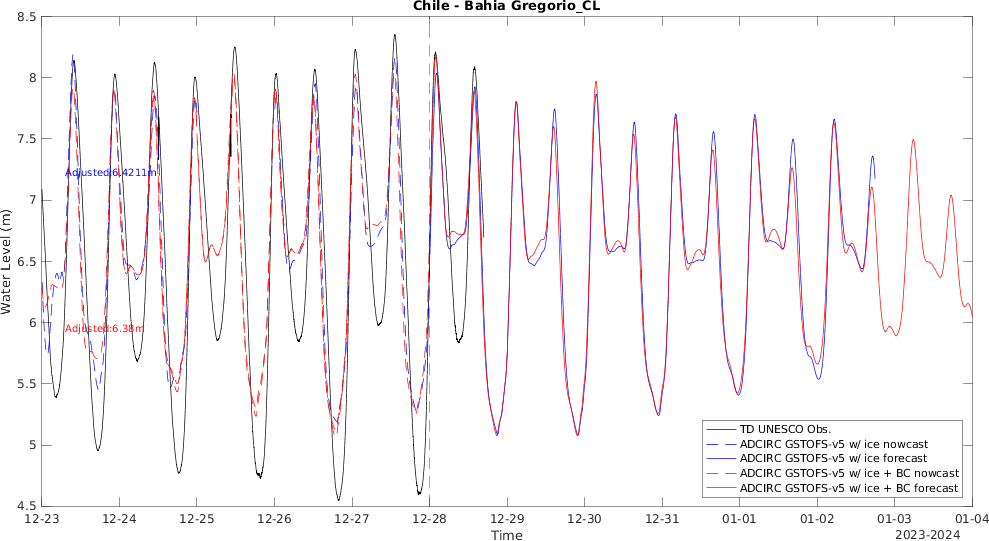 Chile - Bahia Gregorio_CL
8.5
8
7.5
7
6.5
6
5.5
5
4.5
Water Level (m)
Adjusted:6.4211m
Adjusted:6.38m
TD UNESCO Obs.
ADCIRC GSTOFS-v5 w/ ice nowcast
ADCIRC GSTOFS-v5 w/ ice forecast
ADCIRC GSTOFS-v5 w/ ice + BC nowcast
ADCIRC GSTOFS-v5 w/ ice + BC forecast
12-23 12-24 12-25 12-26 12-27 12-28 12-29 12-30 12-31 01-01 01-02 01-03 01-04
Time
2023-2024